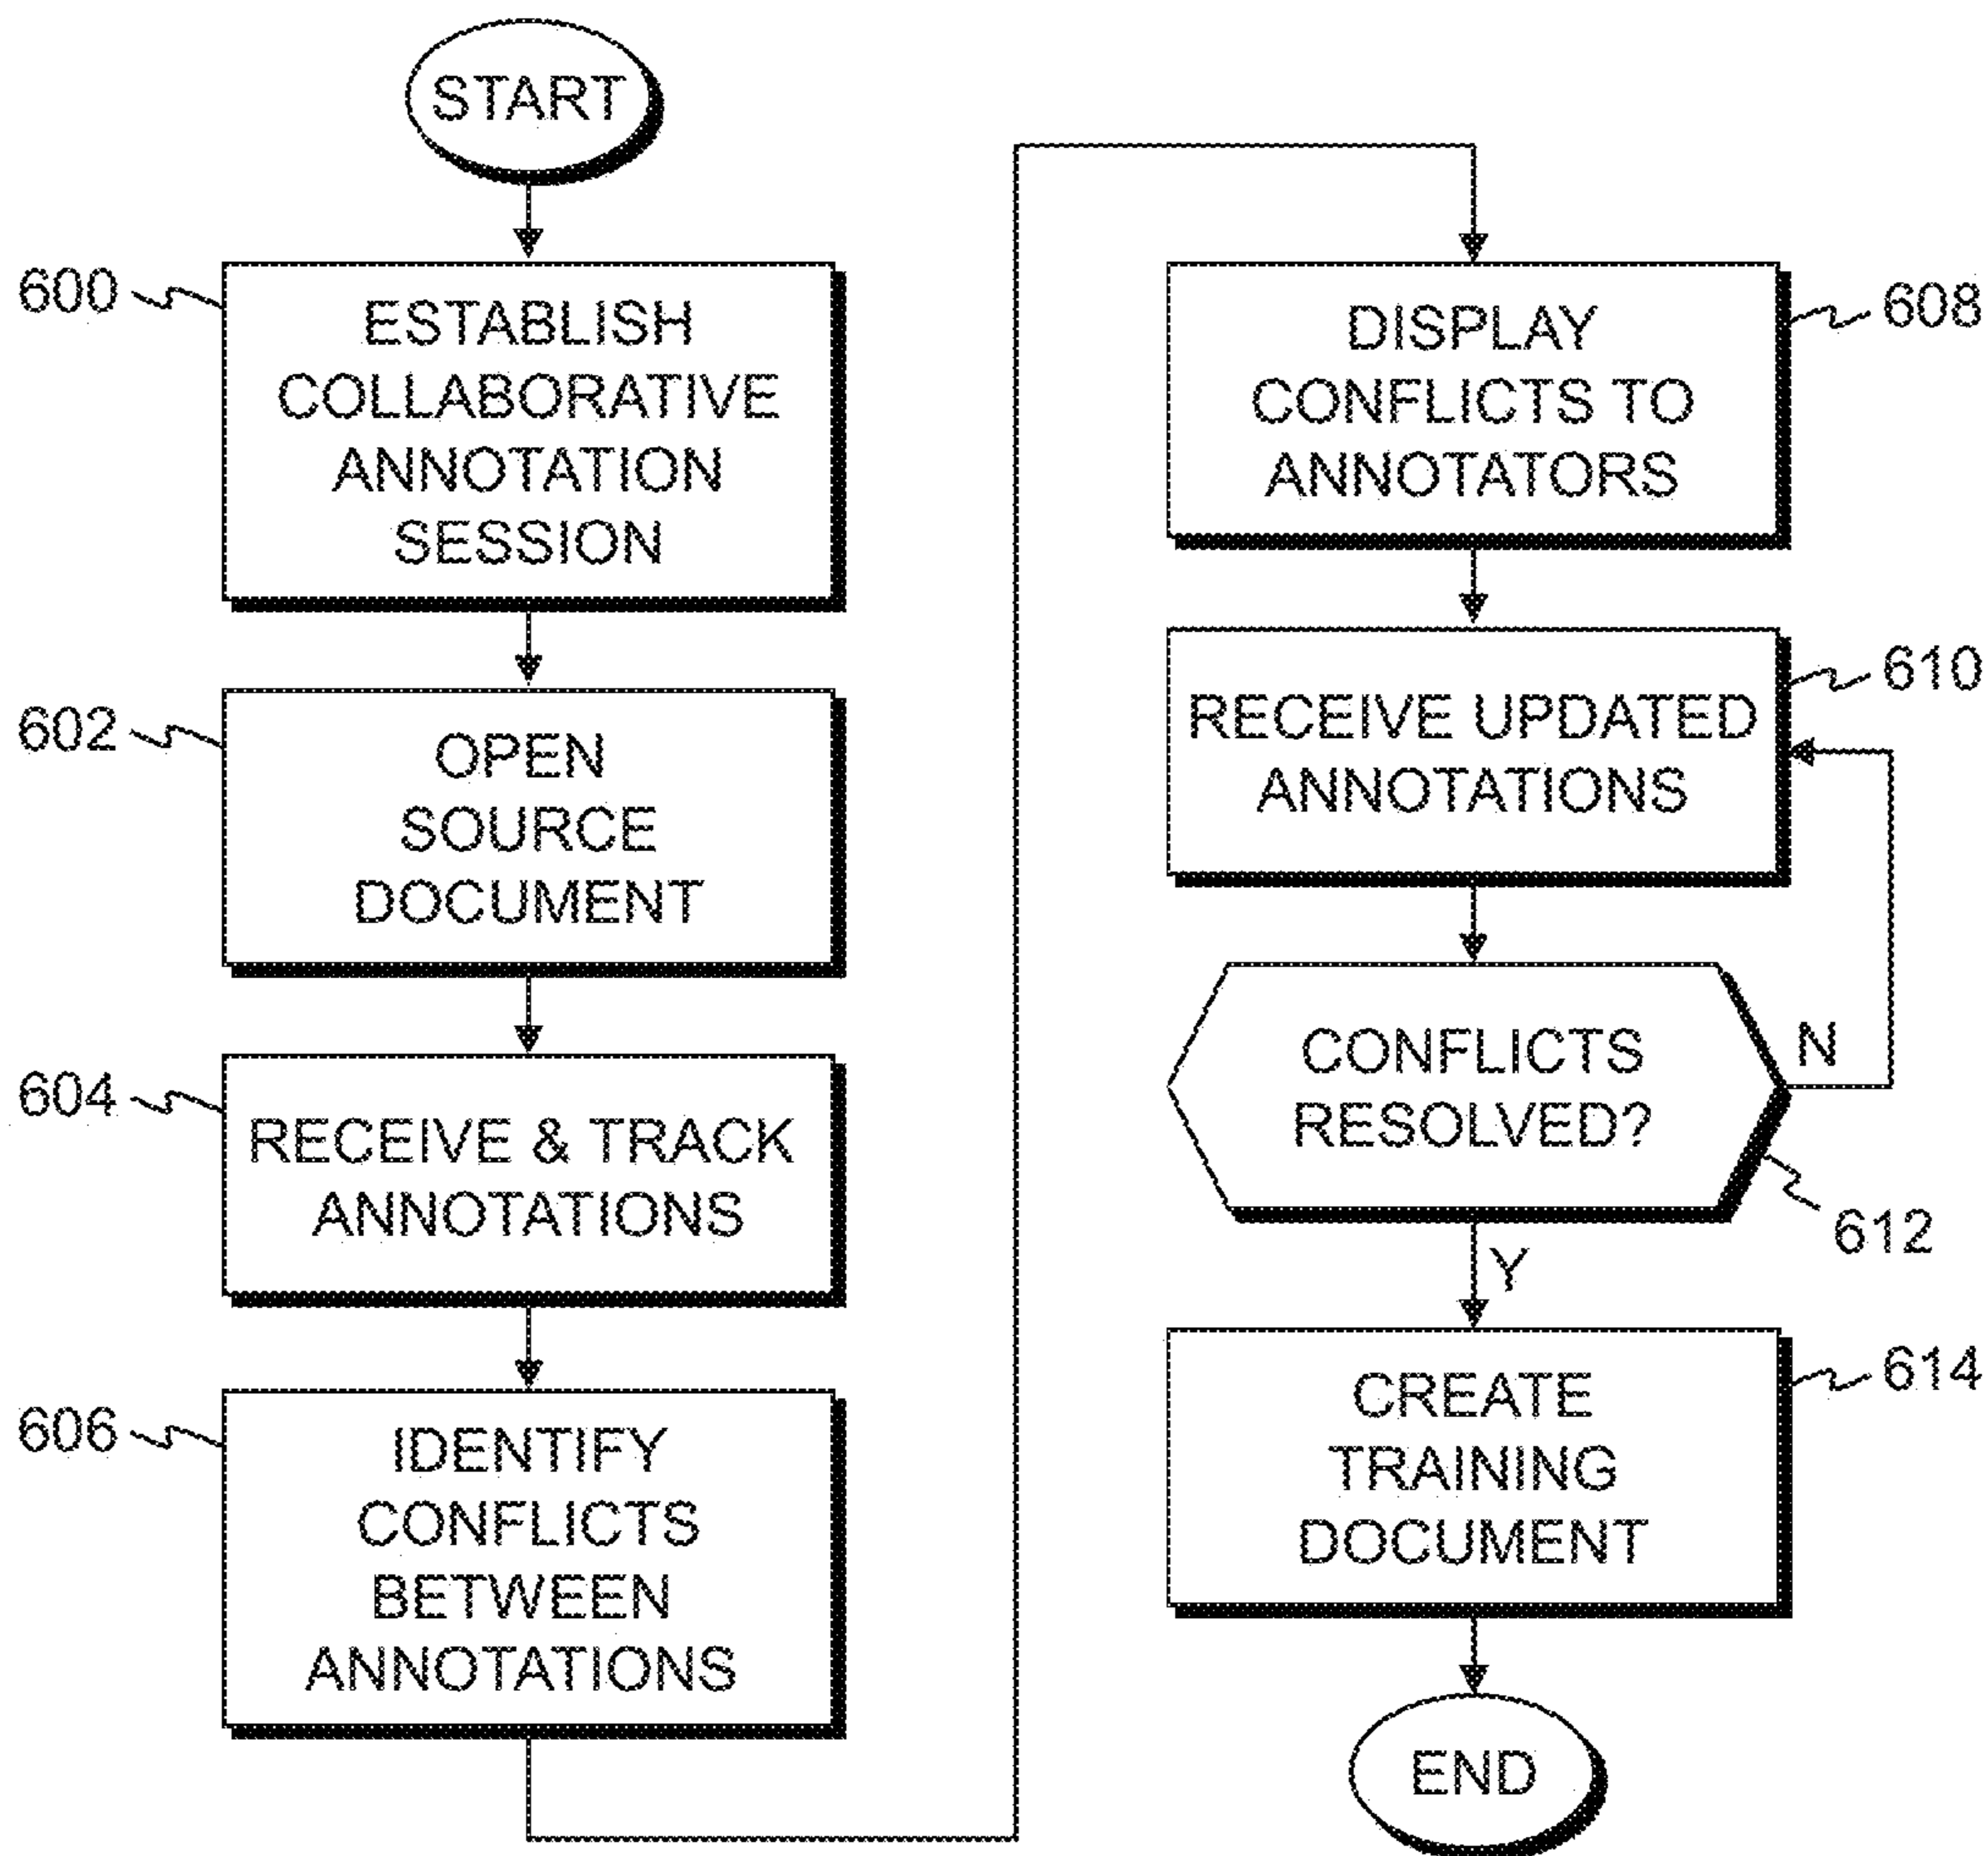 START
600
ESTABLISH
COLLABORATIVE
ANNOTATION
SESSION
602
OPEN
SOURCE
DOCUMENT
604
RECEIVE & TRACK
ANNOTATIONS
606
IDENTIFY
CONFLICTS
BETWEEN
ANNOTATIONS
608
DISPLAY
CONFLICTS TO
ANNOTATORS
610
RECEIVE UPDATED
ANNOTATIONS
CONFLICTS
RESOLVED?
N
612
Y
614
CREATE
TRAINING
DOCUMENT
END